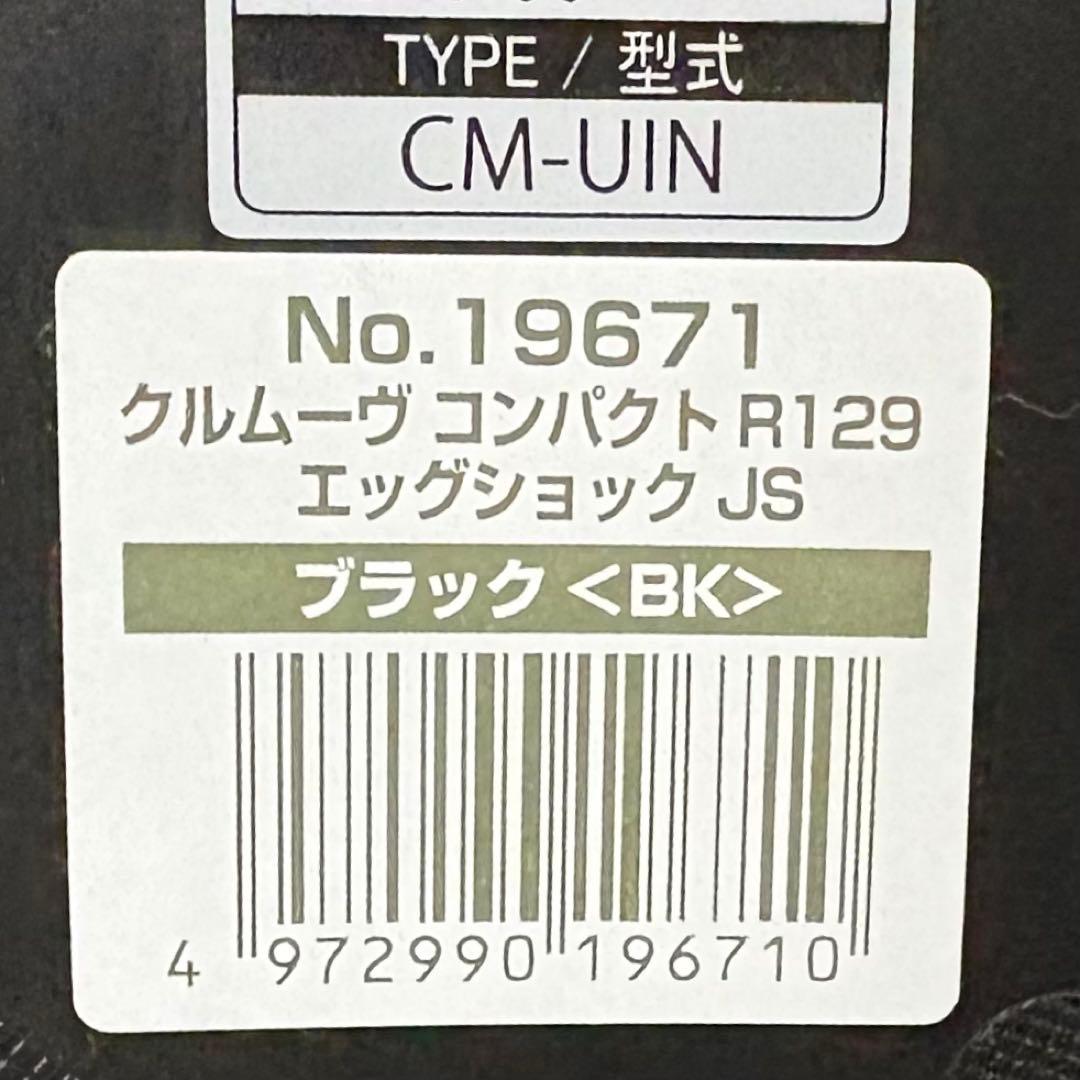 TYPE / 型式
CM-UIN
No.19671
クルムーヴ コンパクト R129
エッグショック JS
ブラック <BK>
4 972990 196710